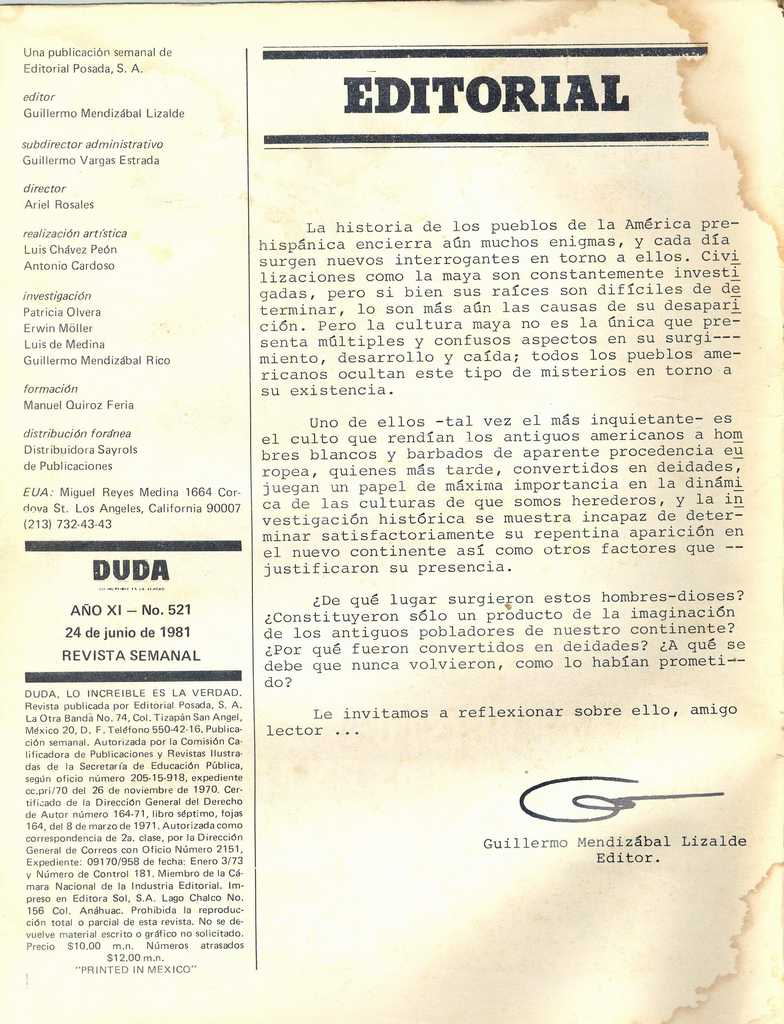 Una publicación semanal de
Editorial Posada, S. A.
editor
Guillermo Mendizábal Lizalde
subdirector administrativo
Guillermo Vargas Estrada
director
Ariel Rosales
realización artística
Luis Chávez Peón
Antonio Cardoso
investigación
Patricia Olvera
Erwin Möller
Luis de Medina
Guillermo Mendizábal Rico
formación
Manuel Quiroz Feria
distribución foránea
Distribuidora Sayrols
de Publicaciones
EUA: Miguel Reyes Medina 1664 Cor-
dova St. Los Angeles, California 90007
(213) 732-43-43
DUDA
AÑO XI – No. 521
24 de junio de 1981
REVISTA SEMANAL
DUDA, LO INCREIBLE ES LA VERDAD.
Revista publicada por Editorial Posada, S. A.
La Otra Banda No. 74, Col. Tizapán San Angel,
México 20, D. F. Teléfono 550-42-16. Publica-
ción semanal. Autorizada por la Comisión Ca-
lificadora de Publicaciones y Revistas Ilustra-
das de la Secretaría de Educación Pública,
según oficio número 205-15-918, expediente
cc.pri/70 del 26 de noviembre de 1970. Cer-
tificado de la Dirección General del Derecho
de Autor número 164-71, libro séptimo, fojas
164, del 8 de marzo de 1971. Autorizada como
correspondencia de 2a. clase, por la Dirección
General de Correos con Oficio Número 2151,
Expediente: 09170/958 de fecha: Enero 3/73
y Número de Control 181. Miembro de la Cá-
mara Nacional de la Industria Editorial. Im-
preso en Editora Sol, S.A. Lago Chalco No.
156 Col. Anáhuac. Prohibida la reproduc-
ción total o parcial de esta revista. No se de-
vuelve material escrito o gráfico no solicitado.
Precio $10.00 m.n. Números atrasados
$12.00 m.n.
"PRINTED IN MEXICO"
EDITORIAL
La historia de los pueblos de la América pre-
hispánica encierra aún muchos enigmas, y cada día
surgen nuevos interrogantes en torno a ellos. Civi
lizaciones como la maya son constantemente investi
gadas, pero si bien sus raíces son difíciles de de
terminar, lo son más aún las causas de su desapari
ción. Pero la cultura maya no es la única que pre-
senta múltiples y confusos aspectos en su surgi---
miento, desarrollo y caída; todos los pueblos ame-
ricanos ocultan este tipo de misterios en torno a
su existencia.
Uno de ellos -tal vez el más inquietante- es
el culto que rendían los antiguos americanos a hom
bres blancos y barbados de aparente procedencia eu
ropea, quienes más tarde, convertidos en deidades,
juegan un papel de máxima importancia en la dinámi
ca de las culturas de que somos herederos, y la in
vestigación histórica se muestra incapaz de deter-
minar satisfactoriamente su repentina aparición en
el nuevo continente así como otros factores que --
justificaron su presencia.
¿De qué lugar surgieron estos hombres-dioses?
¿Constituyeron sólo un producto de la imaginación
de los antiguos pobladores de nuestro continente?
¿Por qué fueron convertidos en deidades? ¿A qué se
debe que nunca volvieron, como lo habían prometi--
do?
Le invitamos a reflexionar sobre ello, amigo
lector ...
Guillermo Mendizábal Lizalde
Editor.